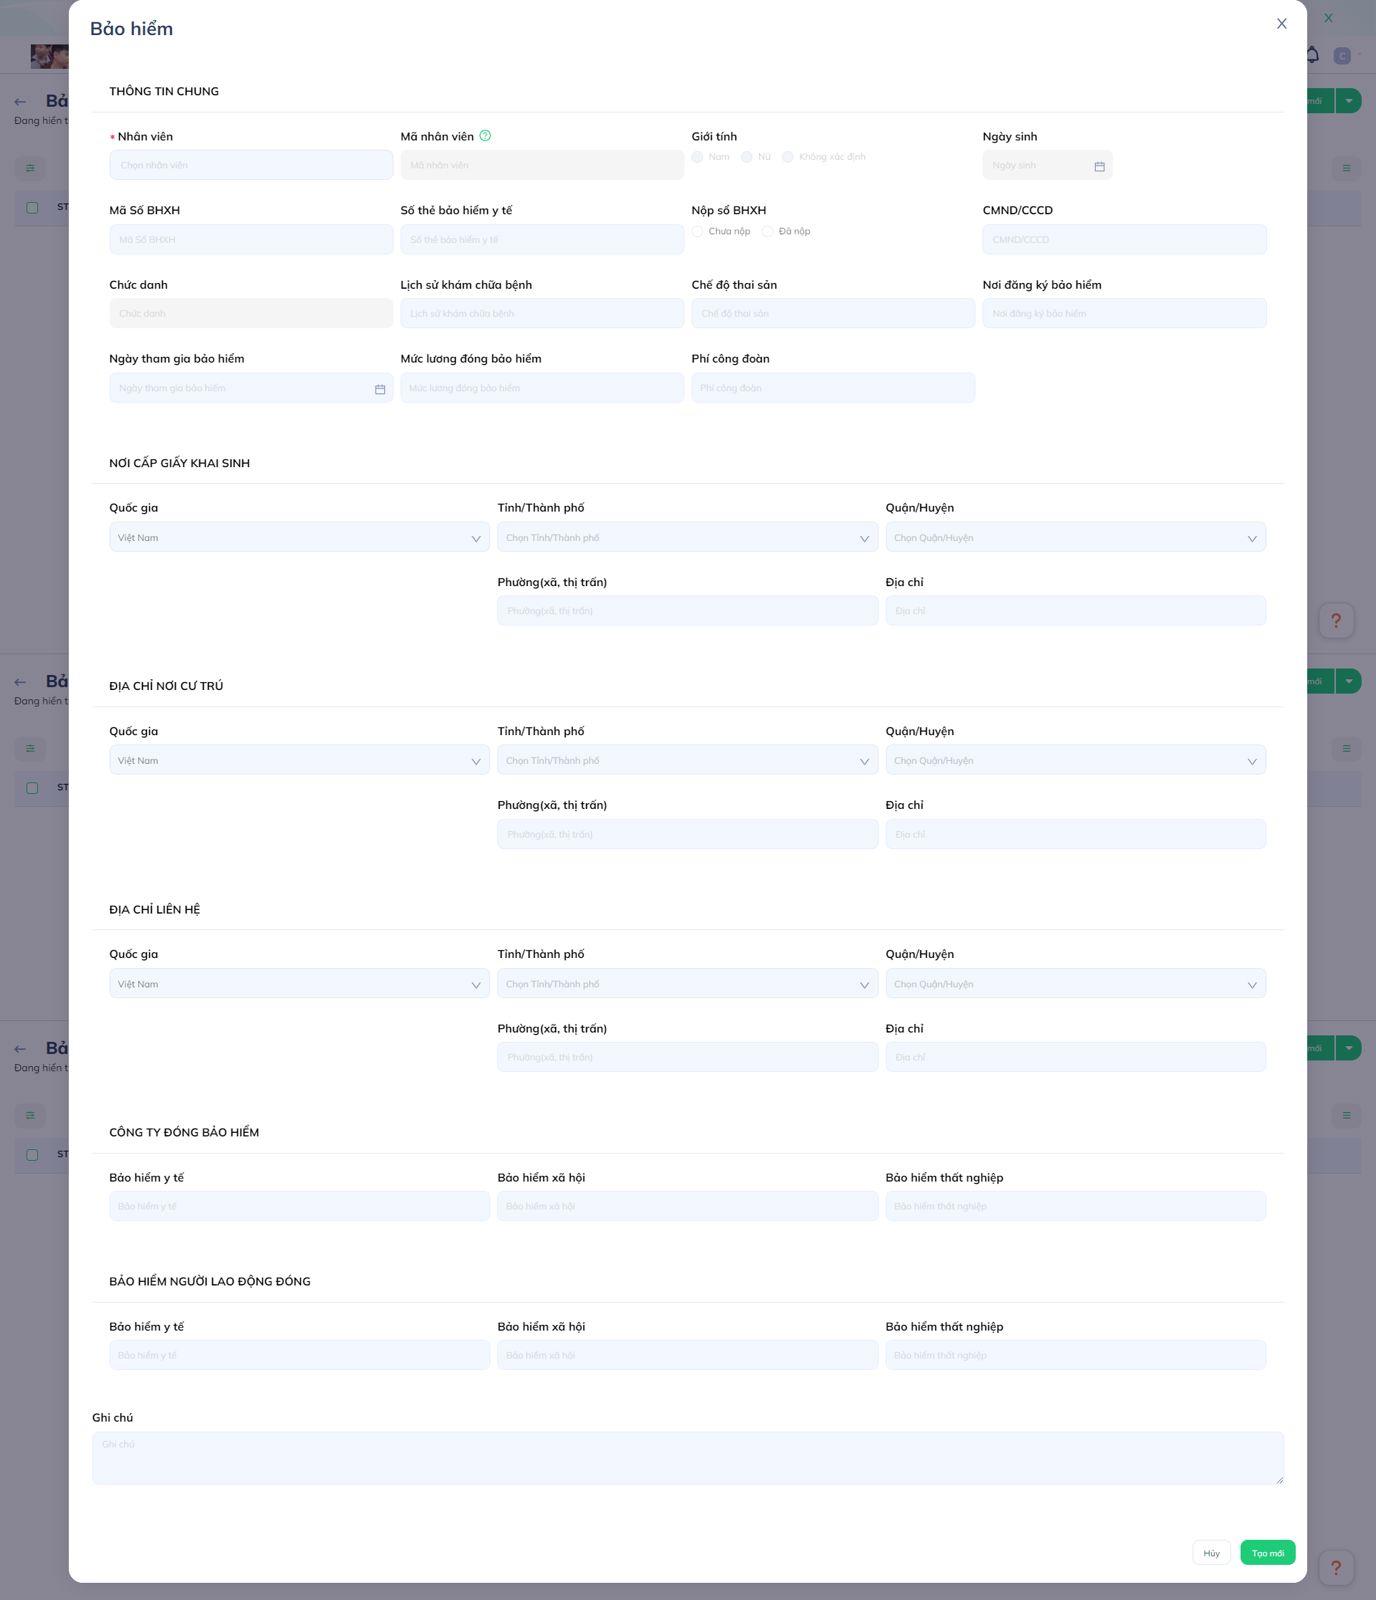 Bảo hiểm
THÔNG TIN CHUNG
* Nhân viên Mã nhân viên Giới tính Ngày sinh
Chọn nhân viên Mã nhân viên Nam Nữ Không xác định Ngày sinh
Mã Số BHXH Số thẻ bảo hiểm y tế Nộp sổ BHXH CMND/CCCD
Mã Số BHXH Số thẻ bảo hiểm y tế Chưa nộp Đã nộp CMND/CCCD
Chức danh Lịch sử khám chữa bệnh Chế độ thai sản Nơi đăng ký bảo hiểm
Chức danh Lịch sử khám chữa bệnh Chế độ thai sản Nơi đăng ký bảo hiểm
Ngày tham gia bảo hiểm Mức lương đóng bảo hiểm Phí công đoàn
Ngày tham gia bảo hiểm Mức lương đóng bảo hiểm Phí công đoàn
NƠI CẤP GIẤY KHAI SINH
Quốc gia Tỉnh/Thành phố Quận/Huyện
Việt Nam Chọn Tỉnh/Thành phố Chọn Quận/Huyện
Phường(xã, thị trấn) Địa chỉ
Phường(xã, thị trấn) Địa chỉ
ĐỊA CHỈ NƠI CƯ TRÚ
Quốc gia Tỉnh/Thành phố Quận/Huyện
Việt Nam Chọn Tỉnh/Thành phố Chọn Quận/Huyện
Phường(xã, thị trấn) Địa chỉ
Phường(xã, thị trấn) Địa chỉ
ĐỊA CHỈ LIÊN HỆ
Quốc gia Tỉnh/Thành phố Quận/Huyện
Việt Nam Chọn Tỉnh/Thành phố Chọn Quận/Huyện
Phường(xã, thị trấn) Địa chỉ
Phường(xã, thị trấn) Địa chỉ
CÔNG TY ĐÓNG BẢO HIỂM
Bảo hiểm y tế Bảo hiểm xã hội Bảo hiểm thất nghiệp
Bảo hiểm y tế Bảo hiểm xã hội Bảo hiểm thất nghiệp
BẢO HIỂM NGƯỜI LAO ĐỘNG ĐÓNG
Bảo hiểm y tế Bảo hiểm xã hội Bảo hiểm thất nghiệp
Bảo hiểm y tế Bảo hiểm xã hội Bảo hiểm thất nghiệp
Ghi chú
Ghi chú
Hủy Tạo mới